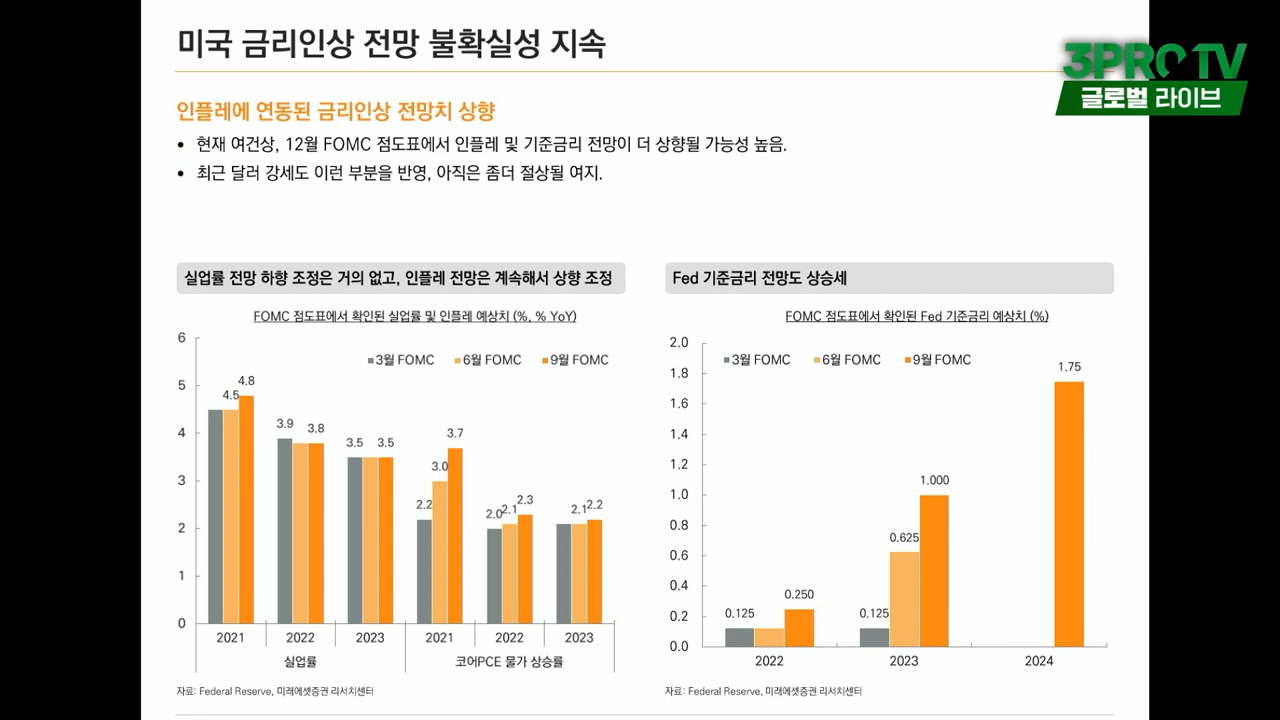 미국 금리인상 전망 불확실성 지속
3PRO TV
글로벌 라이브
인플레에 연동된 금리인상 전망치 상향
• 현재 여건상, 12월 FOMC 점도표에서 인플레 및 기준금리 전망이 더 상향될 가능성 높음.
• 최근 달러 강세도 이런 부분을 반영, 아직은 좀더 절상될 여지.
실업률 전망 하향 조정은 거의 없고, 인플레 전망은 계속해서 상향 조정
FOMC 점도표에서 확인된 실업률 및 인플레 예상치 (%, % YoY)
6
5
4
3
2
1
0
3월 FOMC 6월 FOMC 9월 FOMC
4.5 4.8
3.9 3.8
3.5 3.5
2.2 3.0 3.7
2.0 2.1 2.3
2.1 2.2
2021 2022 2023 2021 2022 2023
실업률 코어PCE 물가 상승률
자료: Federal Reserve, 미래에셋증권 리서치센터
Fed 기준금리 전망도 상승세
FOMC 점도표에서 확인된 Fed 기준금리 예상치 (%)
2.0
1.8
1.6
1.4
1.2
1.0
0.8
0.6
0.4
0.2
0.0
3월 FOMC 6월 FOMC 9월 FOMC
0.125 0.250
0.125 0.625 1.000
1.75
2022 2023 2024
자료: Federal Reserve, 미래에셋증권 리서치센터